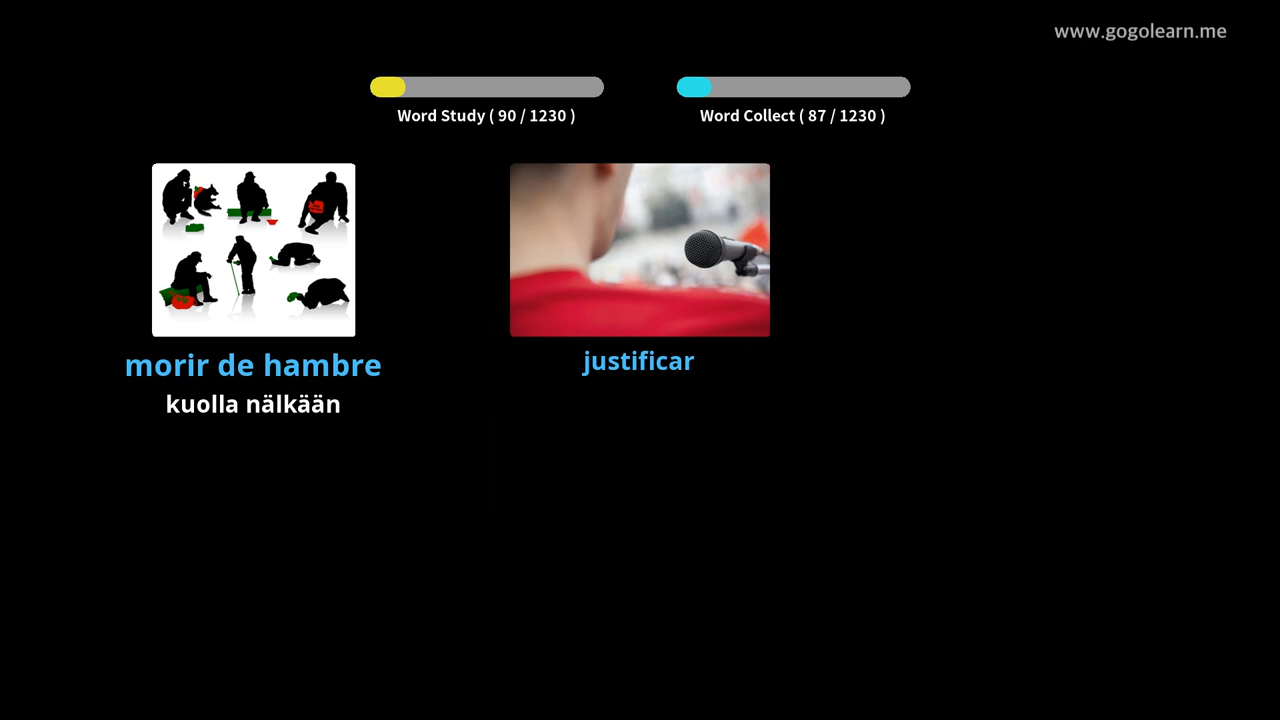 www.gogolearn.me
Word Study ( 90 / 1230 )
Word Collect ( 87 / 1230 )
morir de hambre
kuolla nälkään
justificar